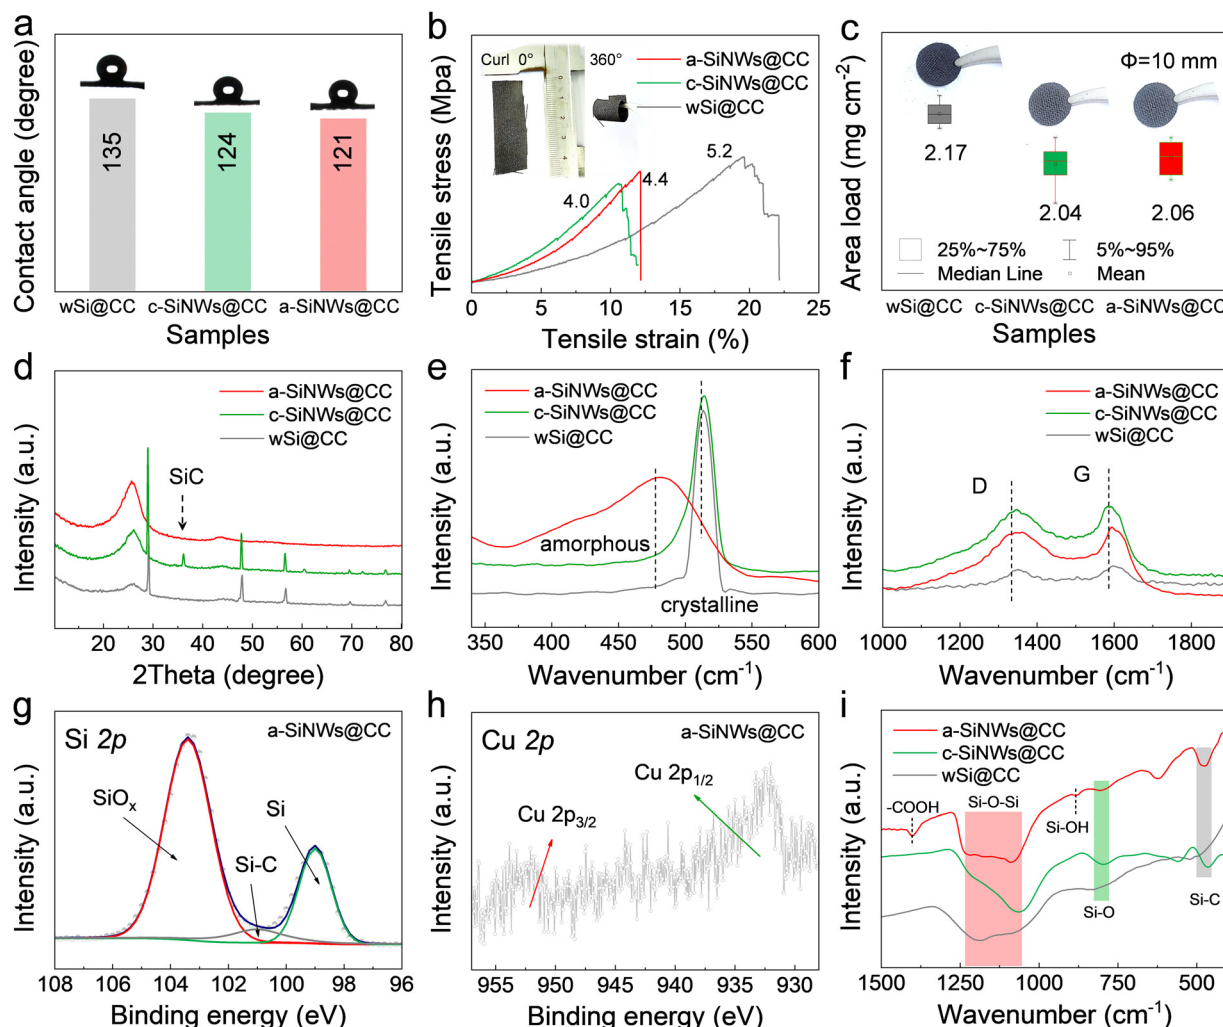 a
Contact angle (degree)
135
124
121
wSi@CC
c-SiNWs@CC
a-SiNWs@CC
Samples
b
Tensile stress (Mpa)
Curl 0°
360°
a-SiNWs@CC
c-SiNWs@CC
wSi@CC
5.2
4.4
4.0
0 5 10 15 20 25
Tensile strain (%)
c
Area load (mg cm-2)
Φ=10 mm
2.17
2.04
2.06
25%~75%
5%~95%
Median Line
Mean
wSi@CC
c-SiNWs@CC
a-SiNWs@CC
Samples
d
Intensity (a.u.)
a-SiNWs@CC
c-SiNWs@CC
wSi@CC
SiC
20 30 40 50 60 70 80
2Theta (degree)
e
Intensity (a.u.)
a-SiNWs@CC
c-SiNWs@CC
wSi@CC
amorphous
crystalline
350 400 450 500 550 600
Wavenumber (cm-1)
f
Intensity (a.u.)
a-SiNWs@CC
c-SiNWs@CC
wSi@CC
D
G
1000 1200 1400 1600 1800
Wavenumber (cm-1)
g
Intensity (a.u.)
Si 2p
a-SiNWs@CC
SiOx
Si
Si-C
108 106 104 102 100 98 96
Binding energy (eV)
h
Intensity (a.u.)
Cu 2p
a-SiNWs@CC
Cu 2p1/2
Cu 2p3/2
955 950 945 940 935 930
Binding energy (eV)
i
Intensity (a.u.)
a-SiNWs@CC
c-SiNWs@CC
wSi@CC
-COOH
Si-O-Si
Si-OH
Si-O
Si-C
1500 1250 1000 750 500
Wavenumber (cm-1)